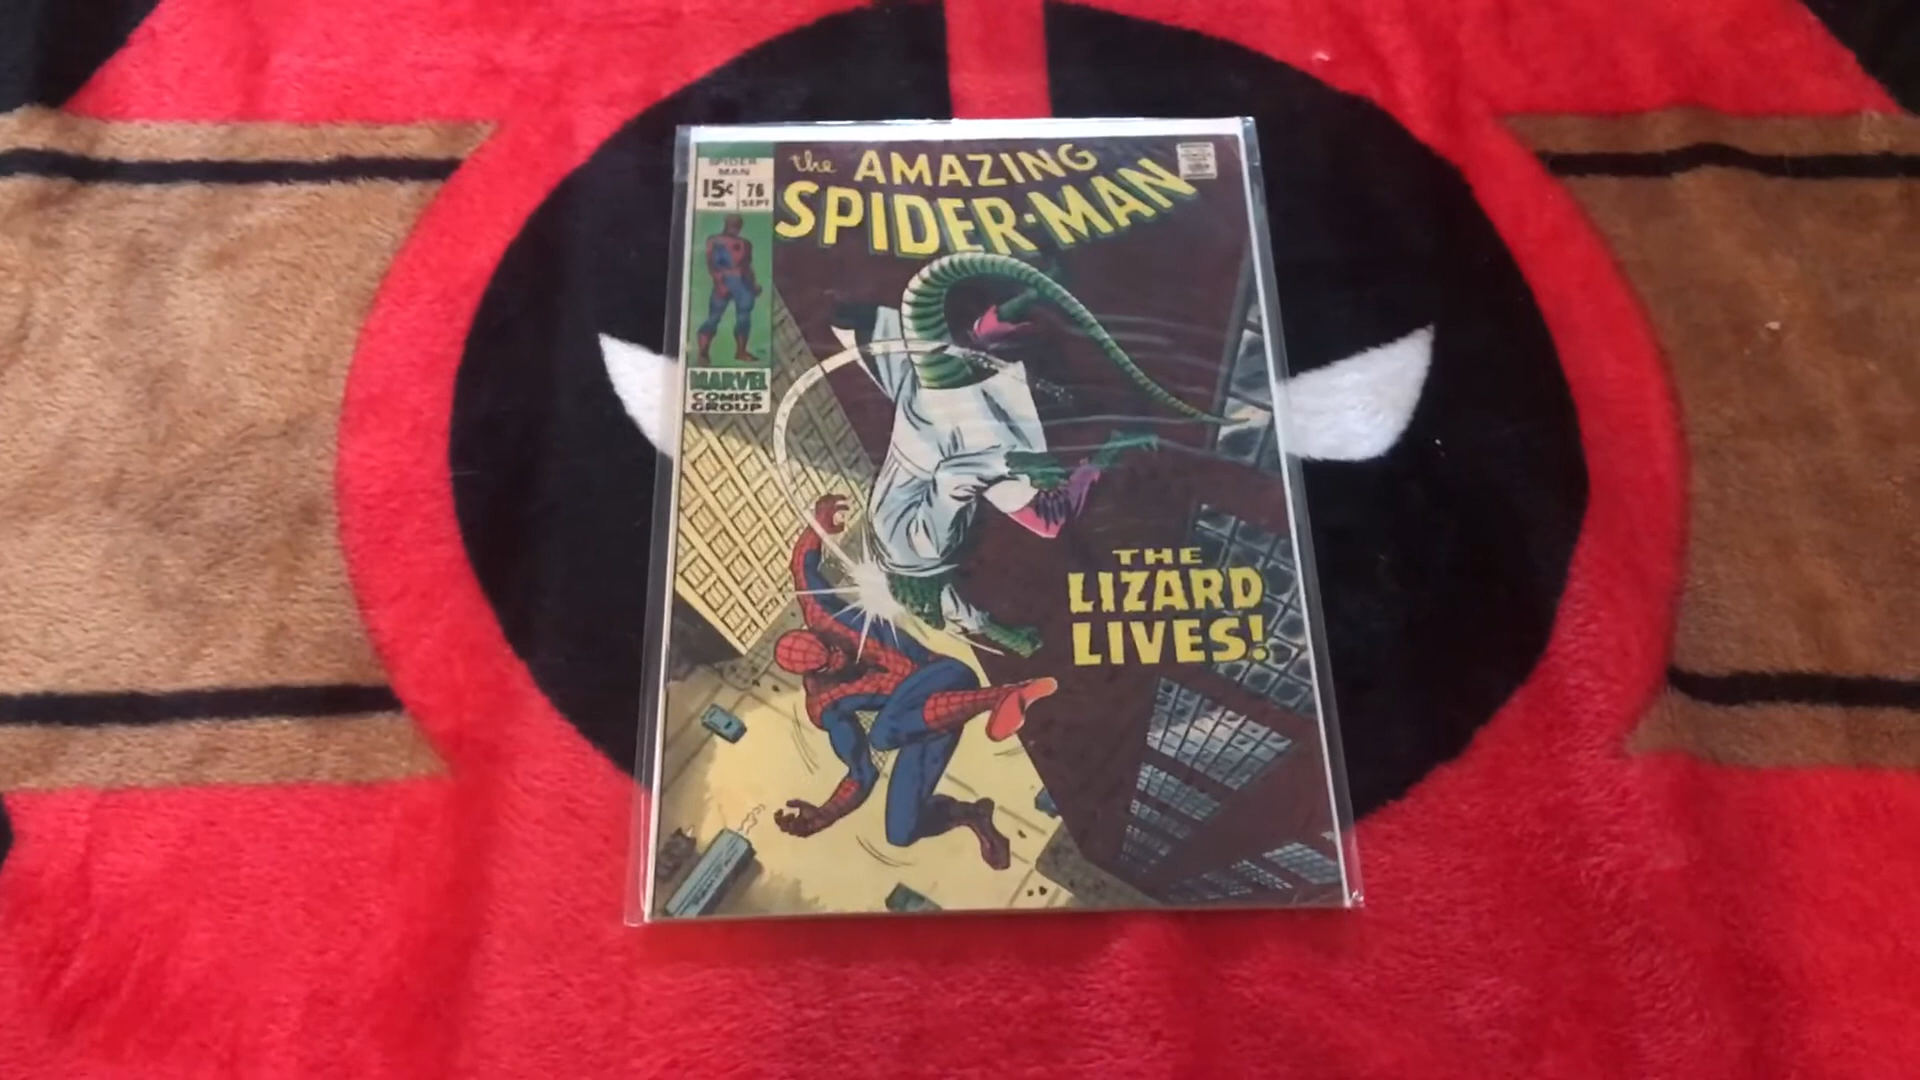 SPIDER
MAN
15¢
76
SEPT
MARVEL
COMICS
GROUP
the AMAZING
SPIDER-MAN
THE
LIZARD
LIVES!